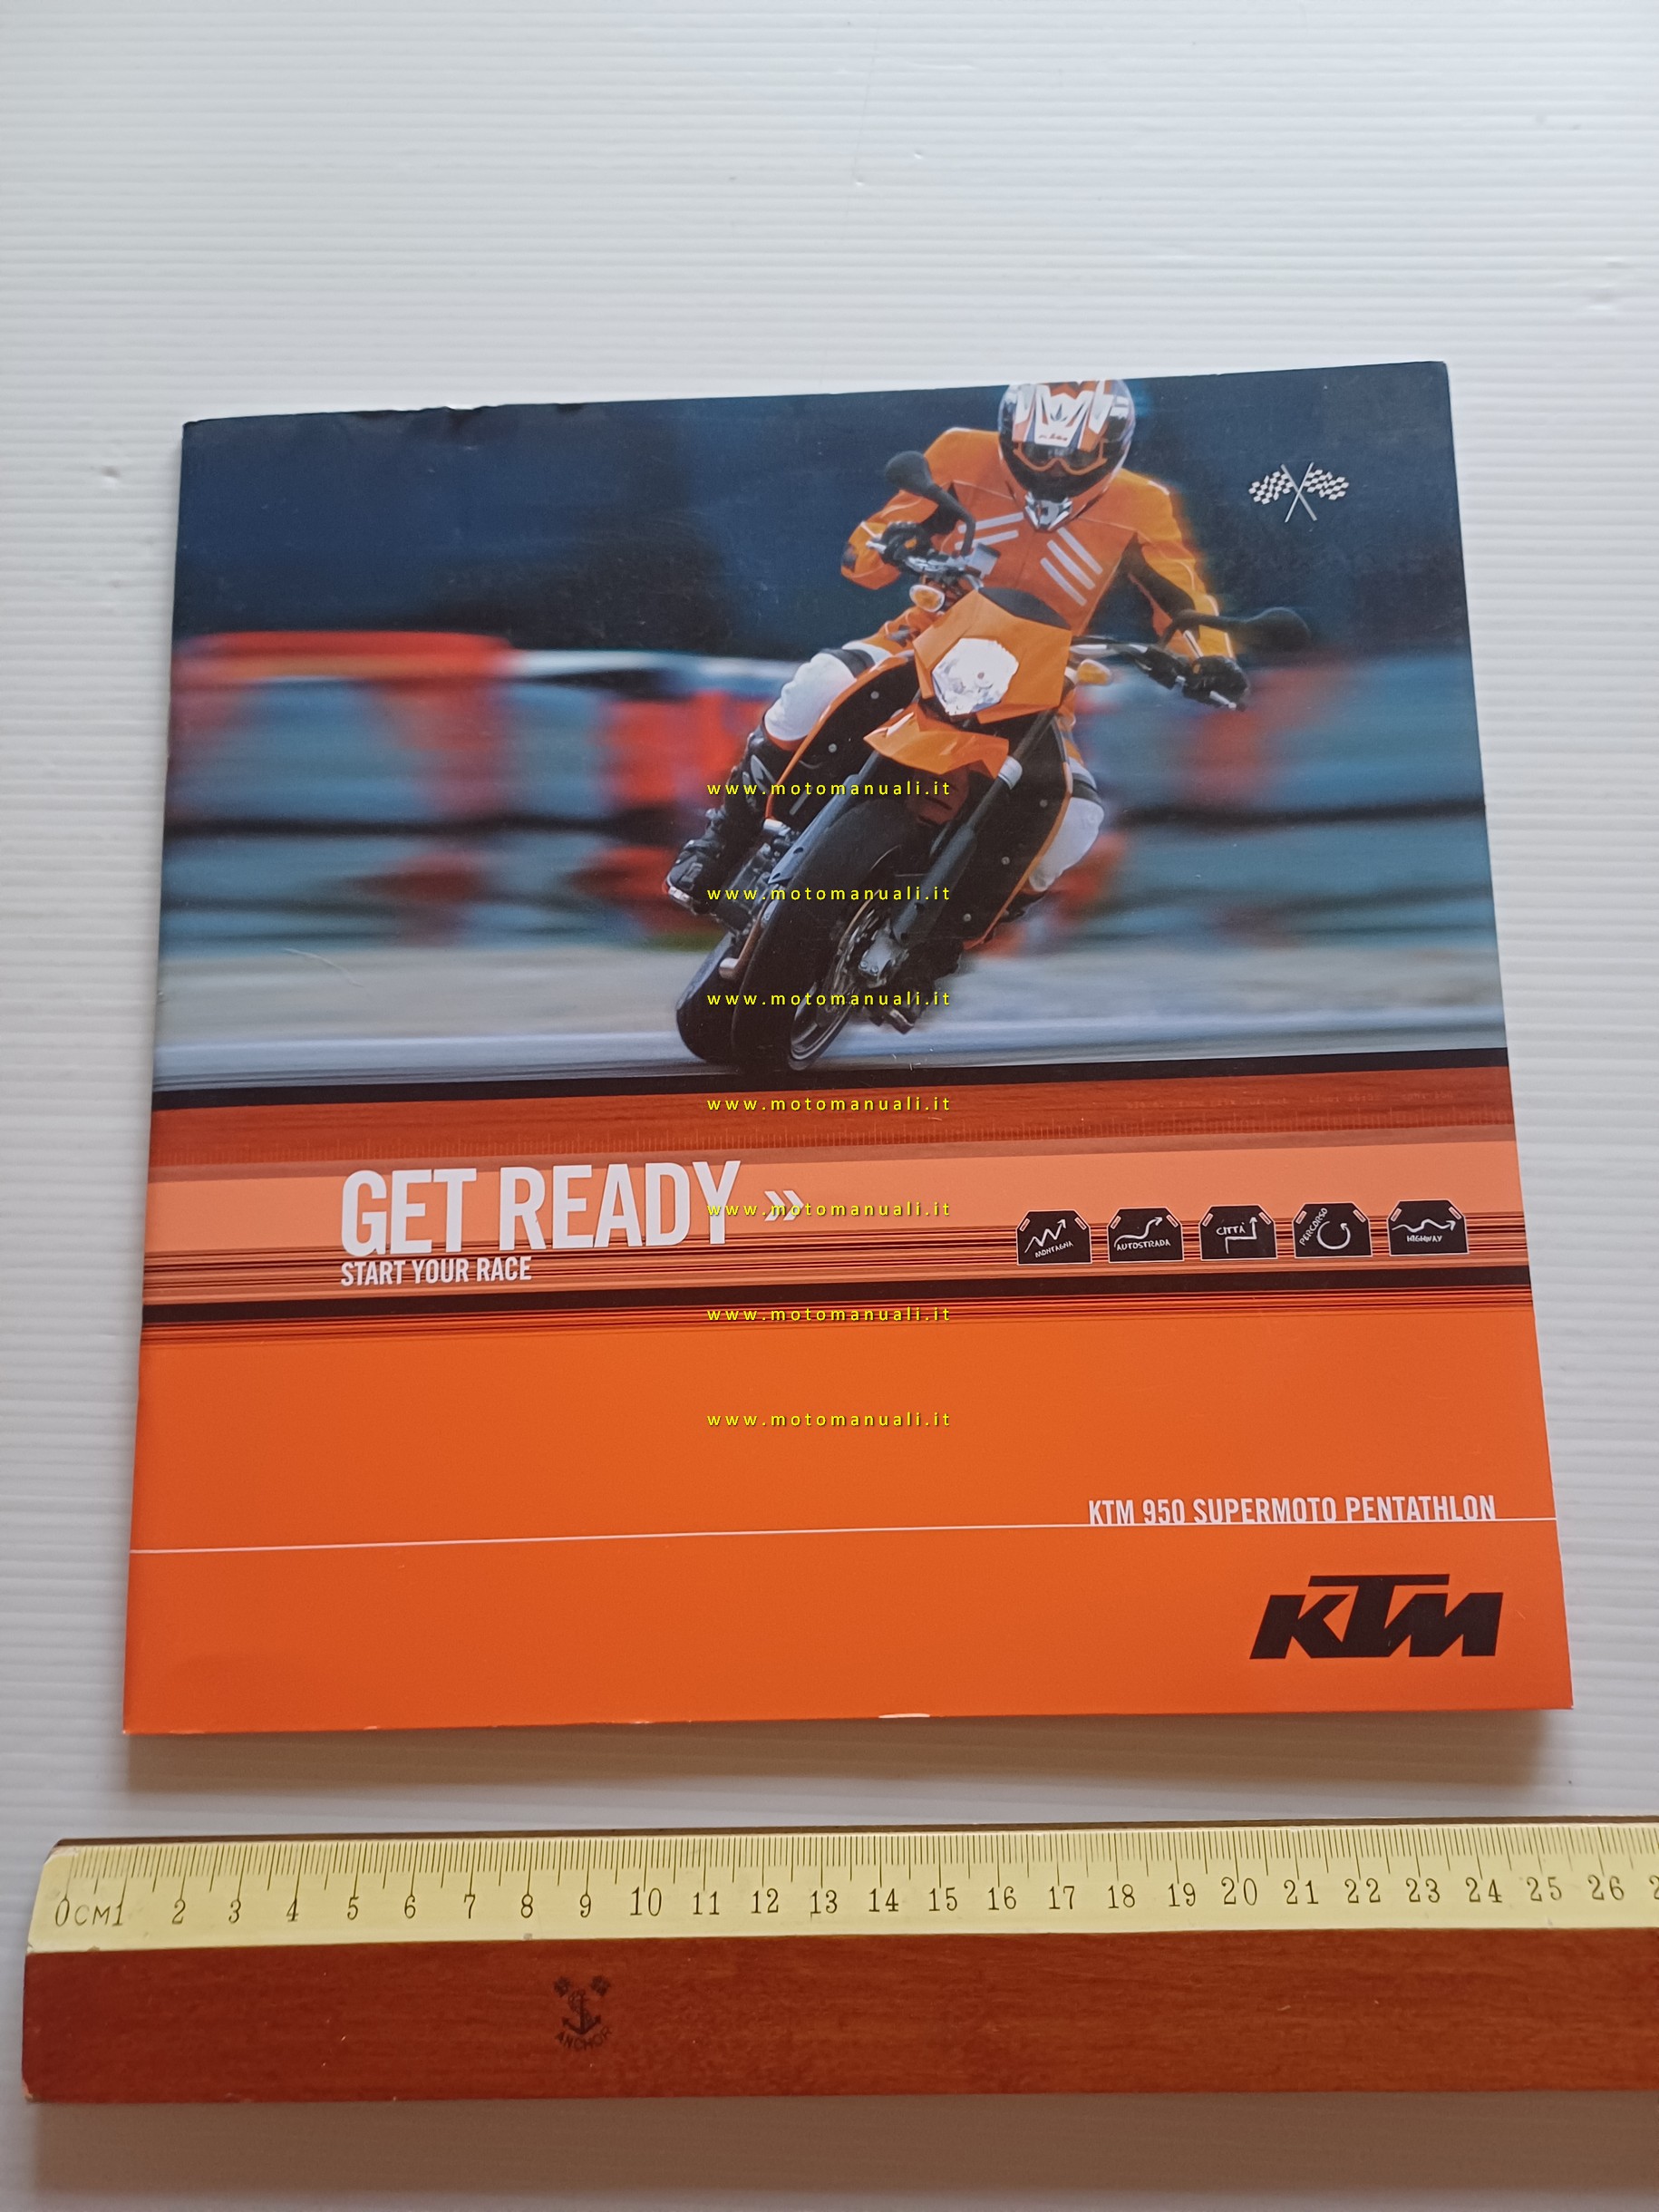 KTM
www.motomanuali.it
www.motomanuali.it
www.motomanuali.it
www.motomanuali.it
GET READY »
www.motomanuali.it
START YOUR RACE
MONTAGNA
AUTOSTRADA
CITTÀ
PERCORSO
HIGHWAY
www.motomanuali.it
www.motomanuali.it
KTM 950 SUPERMOTO PENTATHLON
KTM
0CM1 2 3 4 5 6 7 8 9 10 11 12 13 14 15 16 17 18 19 20 21 22 23 24 25 26
ANCHOR